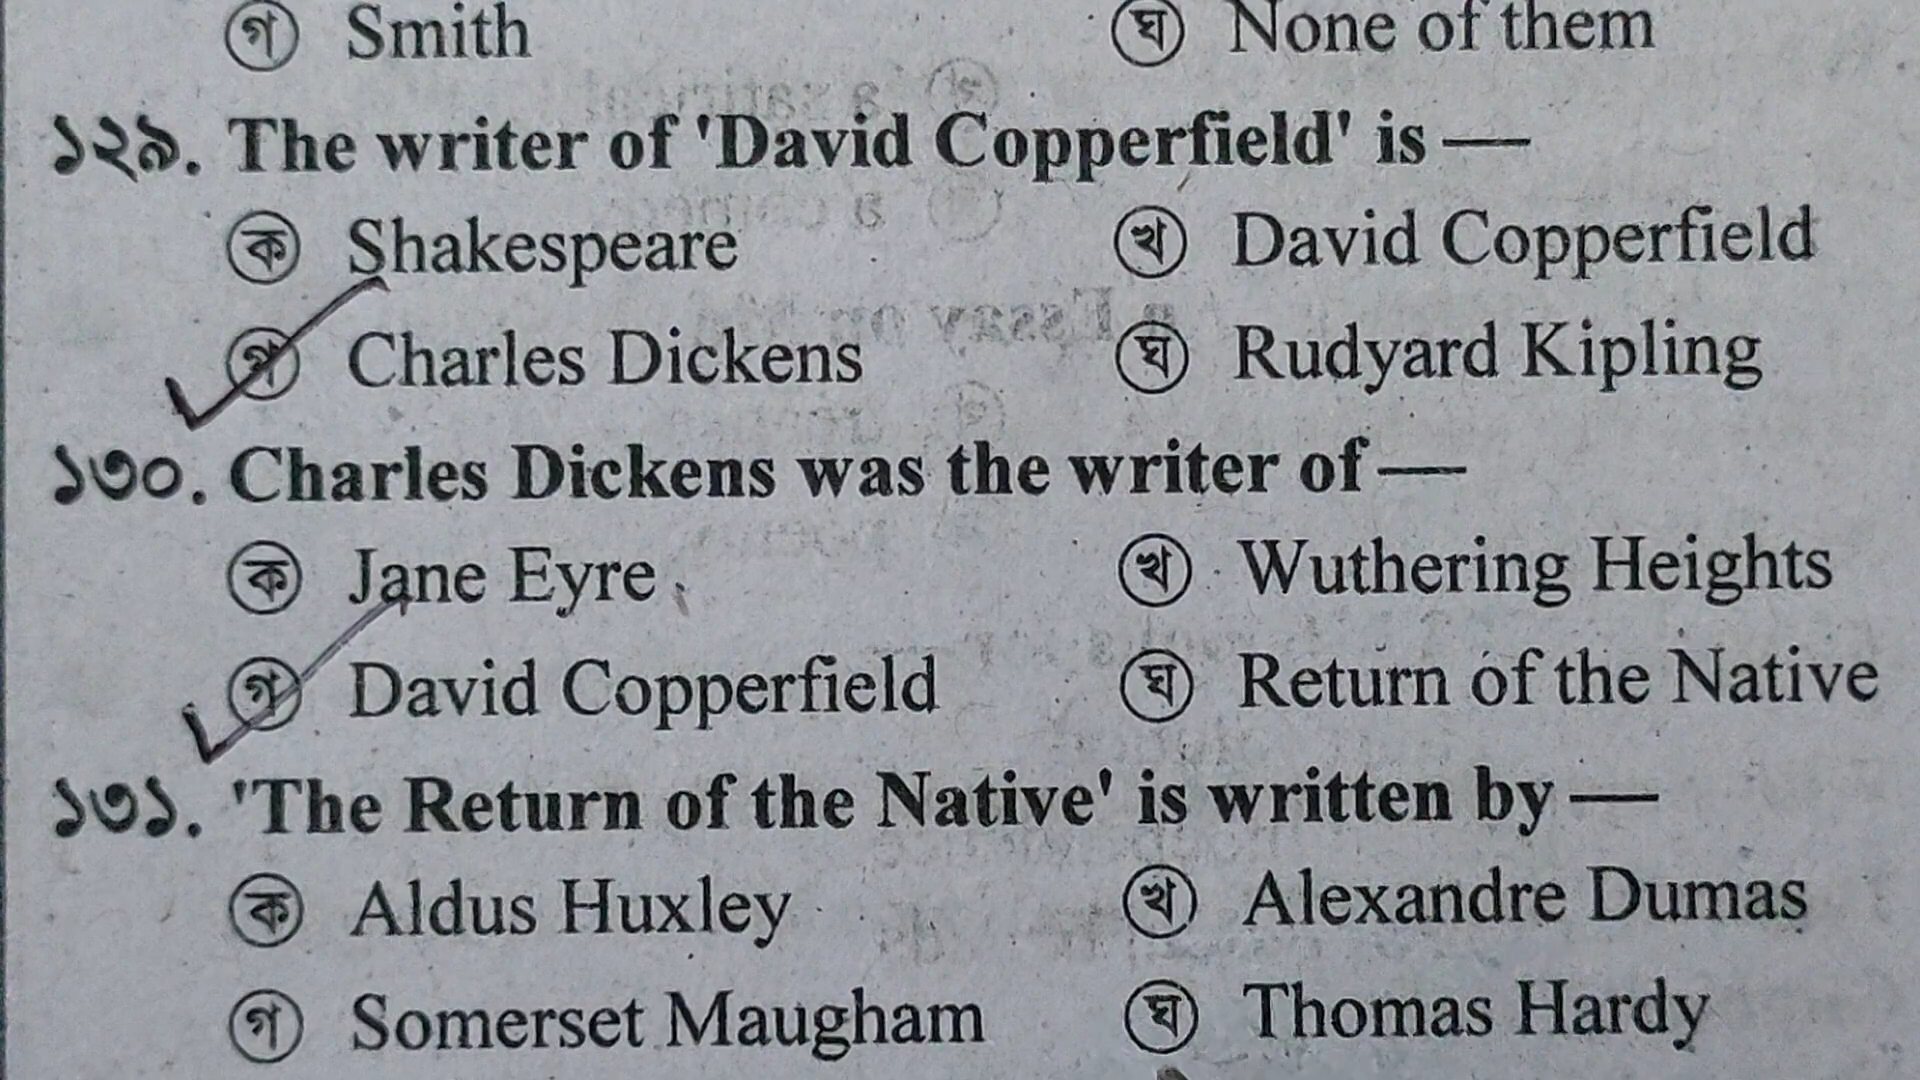 গ Smith ঘ None of them
১২৯. The writer of 'David Copperfield' is —
ক Shakespeare খ David Copperfield
গ Charles Dickens ঘ Rudyard Kipling
১৩০. Charles Dickens was the writer of —
ক Jane Eyre খ Wuthering Heights
গ David Copperfield ঘ Return of the Native
১৩১. 'The Return of the Native' is written by —
ক Aldus Huxley খ Alexandre Dumas
গ Somerset Maugham ঘ Thomas Hardy